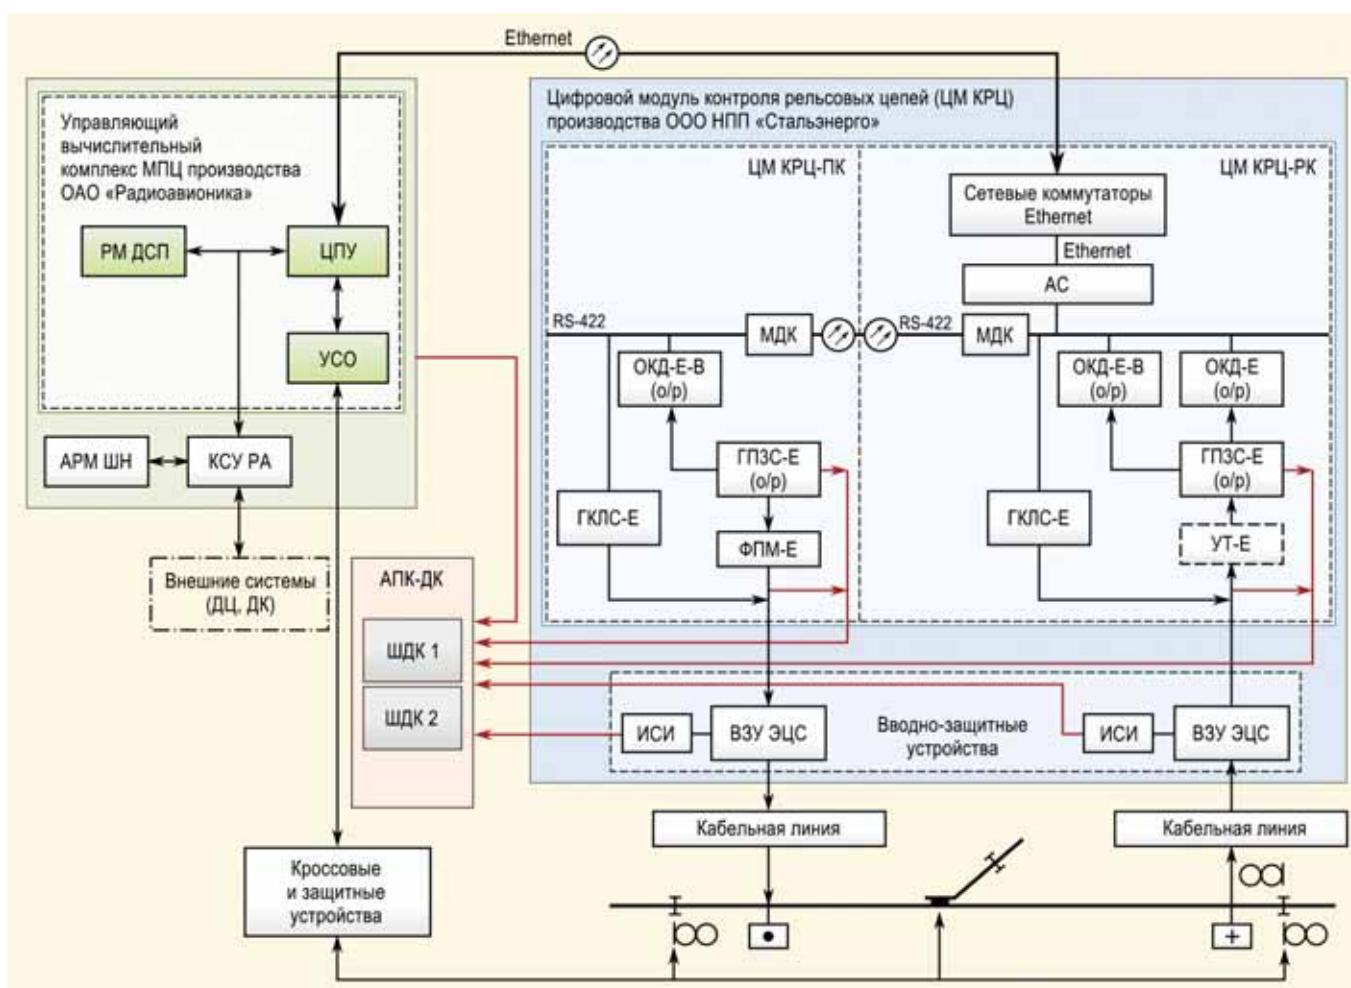 Ethernet
Управляющий
вычислительный
комплекс МПЦ производства
ОАО «Радиоавионика»
РМ ДСП
ЦПУ
УСО
АРМ ШН
КСУ РА
Внешние системы
(ДЦ, ДК)
АПК-ДК
ШДК 1
ШДК 2
Кроссовые
и защитные
устройства
Цифровой модуль контроля рельсовых цепей (ЦМ КРЦ)
производства ООО НПП «Стальэнерго»
ЦМ КРЦ-ПК
RS-422
МДК
ОКД-Е-В
(о/р)
ГПЗС-Е
(о/р)
ГКЛС-Е
ФПМ-Е
ЦМ КРЦ-РК
Сетевые коммутаторы
Ethernet
Ethernet
АС
RS-422
МДК
ОКД-Е-В
(о/р)
ОКД-Е
(о/р)
ГПЗС-Е
(о/р)
ГКЛС-Е
УТ-Е
ИСИ
ВЗУ ЭЦС
Вводно-защитные
устройства
ИСИ
ВЗУ ЭЦС
Кабельная линия
Кабельная линия